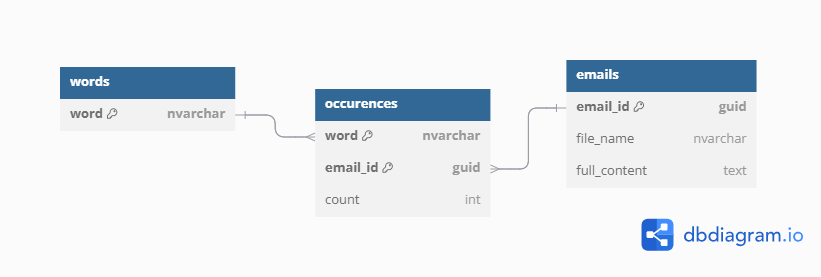 words
word nvarchar
occurences
word nvarchar
email_id guid
count int
emails
email_id guid
file_name nvarchar
full_content text
dbdiagram.io